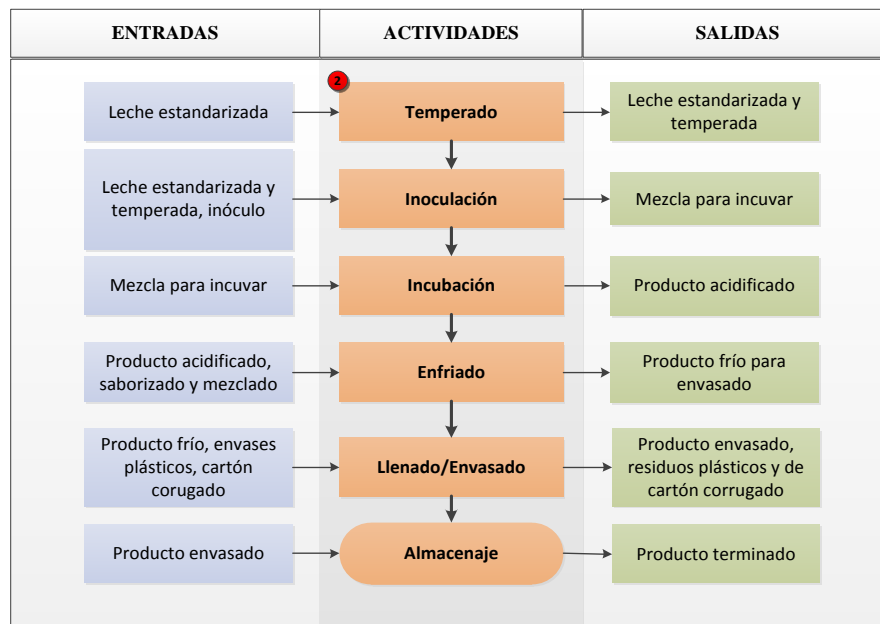 ENTRADAS
ACTIVIDADES
SALIDAS
2
Leche estandarizada
Temperado
Leche estandarizada y
temperada
Leche estandarizada y
temperada, inóculo
Inoculación
Mezcla para incuvar
Mezcla para incuvar
Incubación
Producto acidificado
Producto acidificado,
saborizado y mezclado
Enfriado
Producto frío para
envasado
Producto frío, envases
plásticos, cartón
corugado
Llenado/Envasado
Producto envasado,
residuos plásticos y de
cartón corrugado
Producto envasado
Almacenaje
Producto terminado